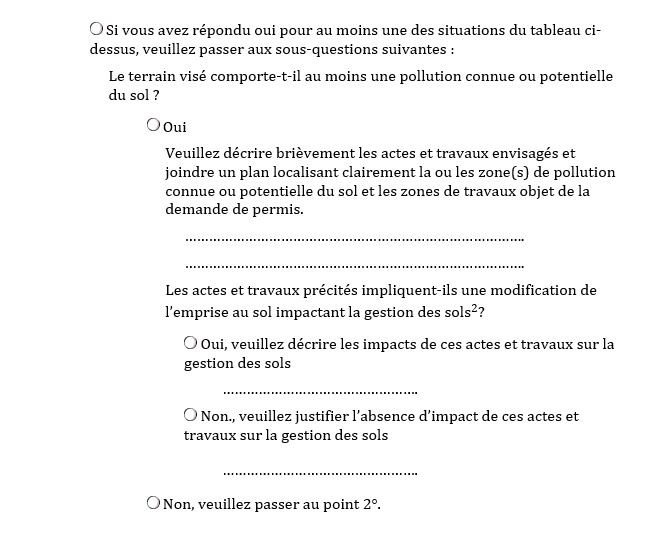 Si vous avez répondu oui pour au moins une des situations du tableau ci-
dessus, veuillez passer aux sous-questions suivantes :
Le terrain visé comporte-t-il au moins une pollution connue ou potentielle
du sol ?
Oui
Veuillez décrire brièvement les actes et travaux envisagés et
joindre un plan localisant clairement la ou les zone(s) de pollution
connue ou potentielle du sol et les zones de travaux objet de la
demande de permis.
.....................................................................................
.....................................................................................
Les actes et travaux précités impliquent-ils une modification de
l’emprise au sol impactant la gestion des sols²?
Oui, veuillez décrire les impacts de ces actes et travaux sur la
gestion des sols
.................................................
Non., veuillez justifier l’absence d’impact de ces actes et
travaux sur la gestion des sols
.................................................
Non, veuillez passer au point 2°.